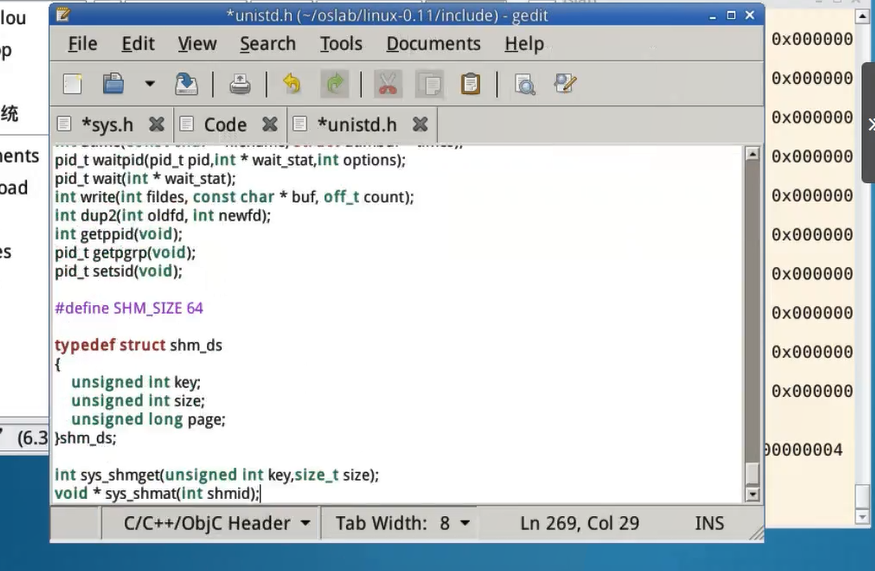 lou
op
统
ments
oad
es
(6.3
*unistd.h (~/oslab/linux-0.11/include) - gedit
File Edit View Search Tools Documents Help
*sys.h
Code
*unistd.h
pid_t waitpid(pid_t pid,int * wait_stat,int options);
pid_t wait(int * wait_stat);
int write(int fildes, const char * buf, off_t count);
int dup2(int oldfd, int newfd);
int getppid(void);
pid_t getpgrp(void);
pid_t setsid(void);
#define SHM_SIZE 64
typedef struct shm_ds
{
unsigned int key;
unsigned int size;
unsigned long page;
}shm_ds;
int sys_shmget(unsigned int key,size_t size);
void * sys_shmat(int shmid);
C/C++/ObjC Header
Tab Width: 8
Ln 269, Col 29
INS
0x000000
0x000000
0x000000
0x000000
0x000000
0x000000
0x000000
0x000000
0x000000
0x000000
00000004